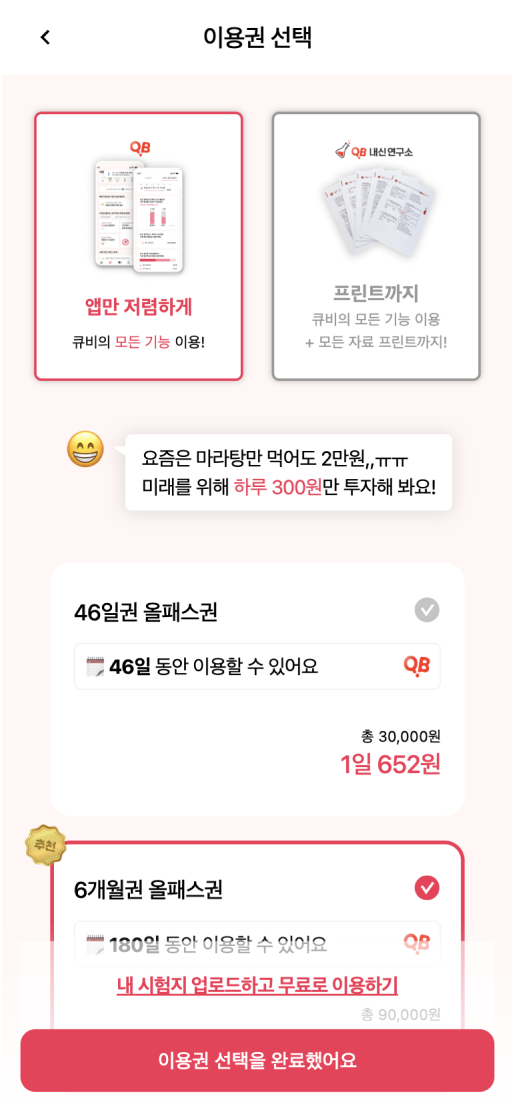 이용권 선택
QB
앱만 저렴하게
큐비의 모든 기능 이용!
QB 내신연구소
프린트까지
큐비의 모든 기능 이용
+ 모든 자료 프린트까지!
요즘은 마라탕만 먹어도 2만원,,ㅠㅠ
미래를 위해 하루 300원만 투자해 봐요!
46일권 올패스권
46일 동안 이용할 수 있어요 QB
총 30,000원
1일 652원
추천
6개월권 올패스권
180일 동안 이용할 수 있어요 QB
내 시험지 업로드하고 무료로 이용하기
총 90,000원
이용권 선택을 완료했어요